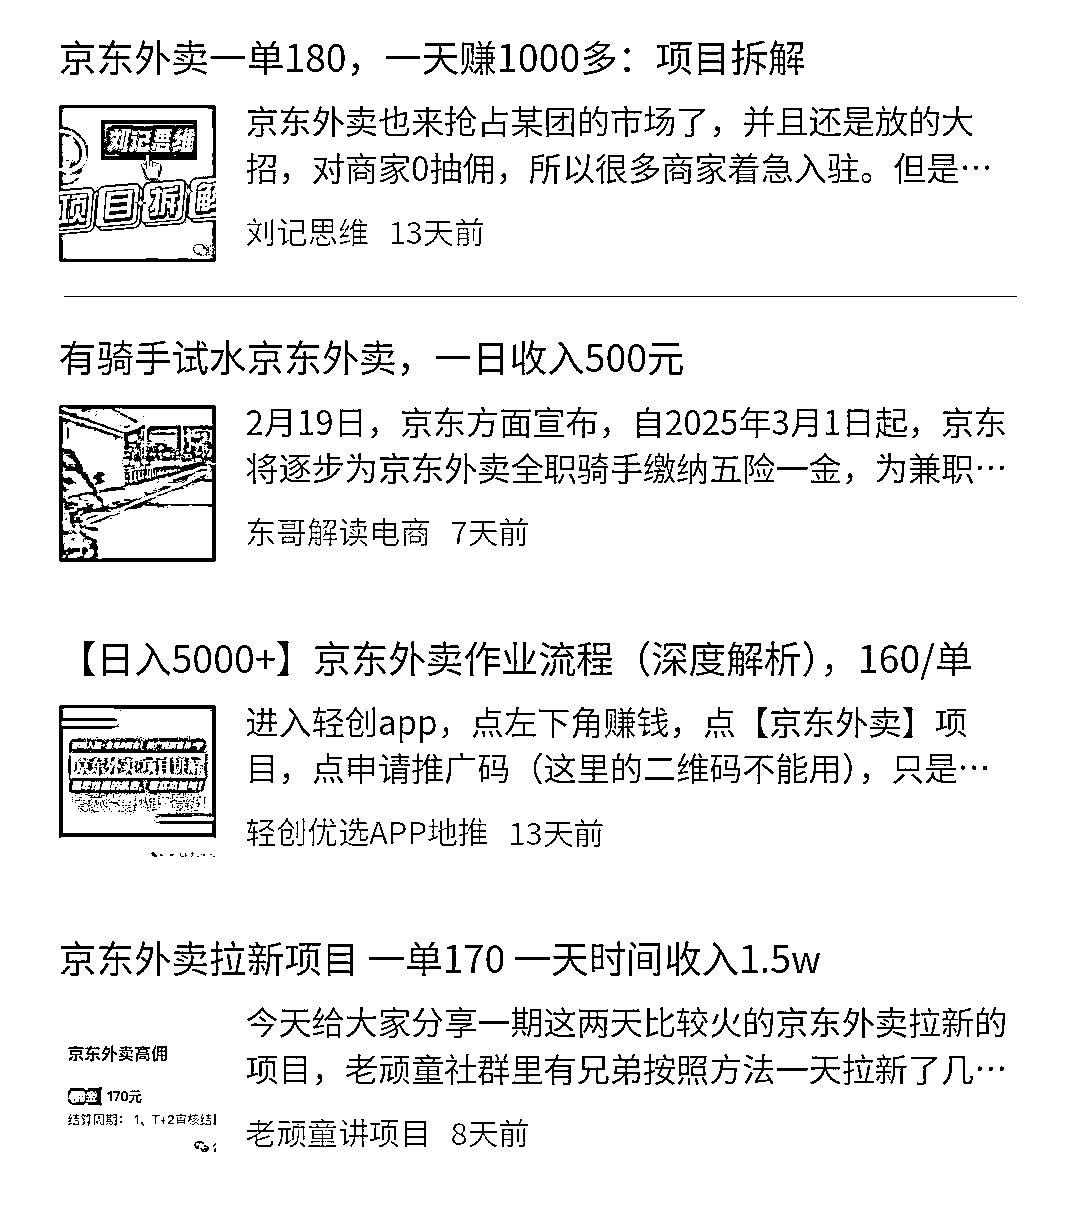 京东外卖一单180，一天赚1000多：项目拆解
刘记思维
项目拆解
京东外卖也来抢占某团的市场了，并且还是放的大
招，对商家0抽佣，所以很多商家着急入驻。但是…
刘记思维 13天前
有骑手试水京东外卖，一日收入500元
2月19日，京东方面宣布，自2025年3月1日起，京东
将逐步为京东外卖全职骑手缴纳五险一金，为兼职…
东哥解读电商 7天前
【日入5000+】京东外卖作业流程（深度解析），160/单
京东外卖项目讲解
进入轻创app，点左下角赚钱，点【京东外卖】项
目，点申请推广码（这里的二维码不能用），只是…
轻创优选APP地推 13天前
京东外卖拉新项目 一单170 一天时间收入1.5w
京东外卖高佣
170元
结算周期： 1、T+2审核结
今天给大家分享一期这两天比较火的京东外卖拉新的
项目，老顽童社群里有兄弟按照方法一天拉新了几…
老顽童讲项目 8天前